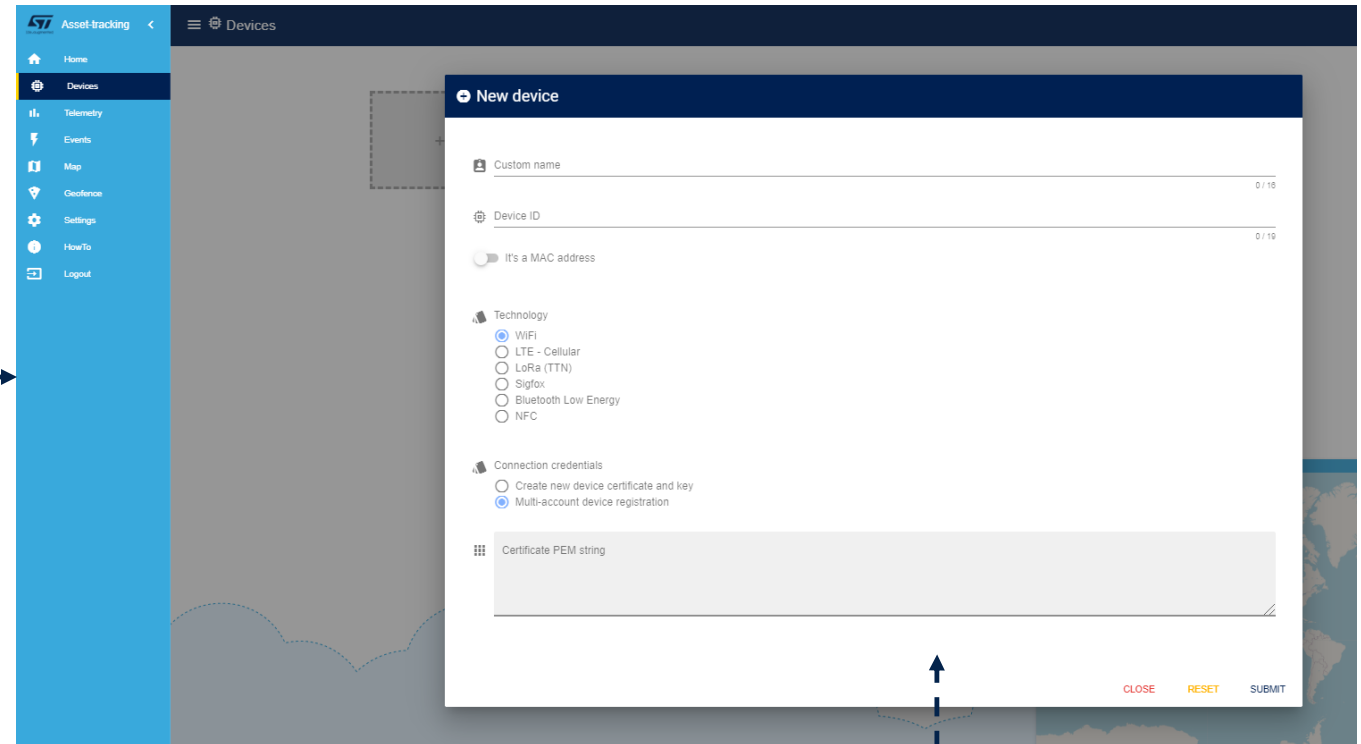 ST Asset-tracking
Devices
Home
Devices
Telemetry
Events
Map
Geofence
Settings
HowTo
Logout
+
New device
Custom name
0 / 16
Device ID
0 / 19
It's a MAC address
Technology
WiFi
LTE - Cellular
LoRa (TTN)
Sigfox
Bluetooth Low Energy
NFC
Connection credentials
Create new device certificate and key
Multi-account device registration
Certificate PEM string
CLOSE RESET SUBMIT